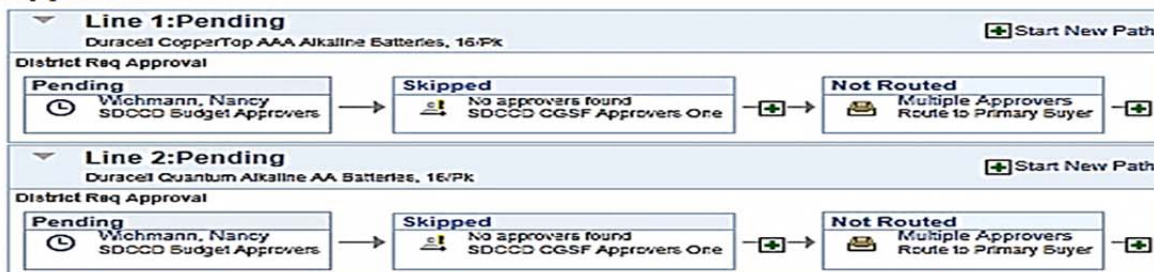 Line 1:Pending
Duracell CopperTop AAA Alkaline Batteries, 16/Pk
Start New Path
District Req Approval
Pending
Wichmann, Nancy
SDCCD Budget Approvers
Skipped
No approvers found
SDCCD CGSF Approvers One
Not Routed
Multiple Approvers
Route to Primary Buyer
Line 2:Pending
Duracell Quantum Alkaline AA Batteries, 16/Pk
Start New Path
District Req Approval
Pending
Wichmann, Nancy
SDCCD Budget Approvers
Skipped
No approvers found
SDCCD CGSF Approvers One
Not Routed
Multiple Approvers
Route to Primary Buyer